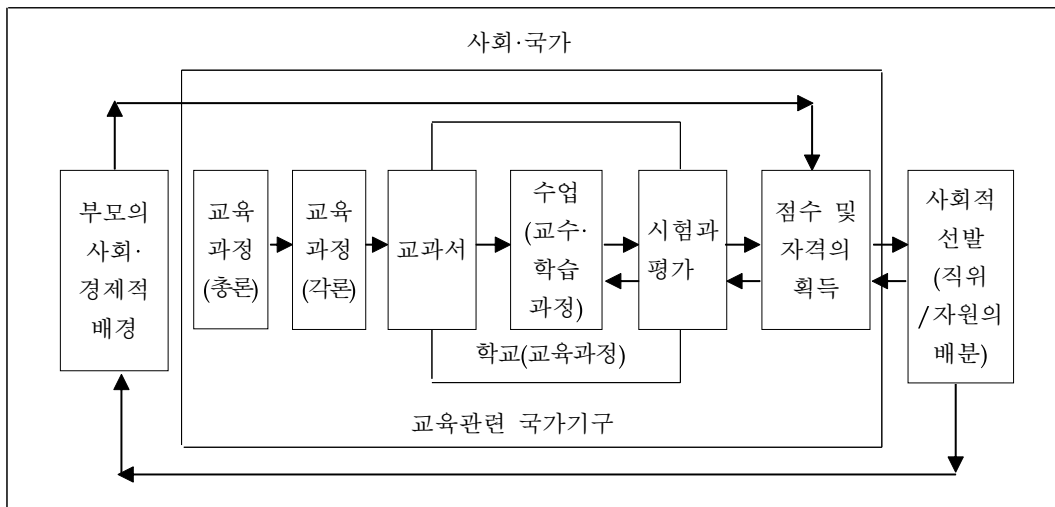 사회·국가
부모의
사회·
경제적
배경
교육
과정
(총론)
교육
과정
(각론)
교과서
수업
(교수·
학습
과정)
시험과
평가
점수 및
자격의
획득
사회적
선발
(직위
/자원의
배분)
학교(교육과정)
교육관련 국가기구